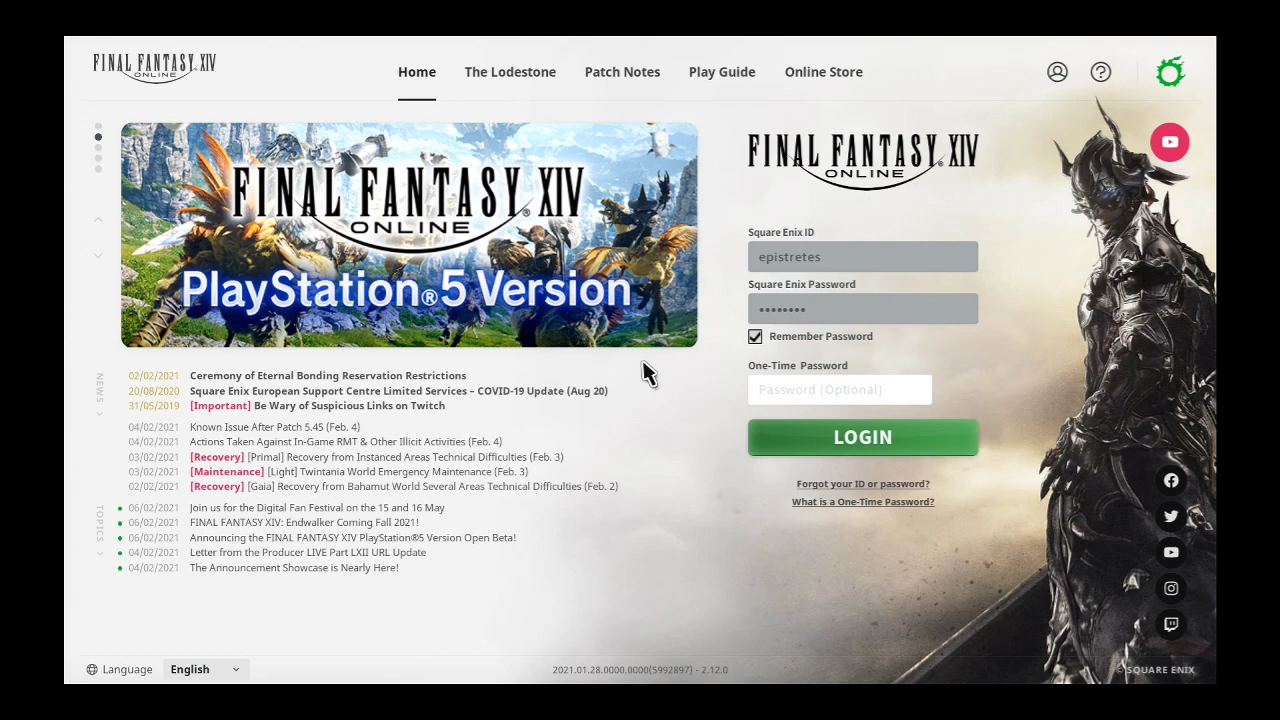 FINAL FANTASY XIV
ONLINE
Home
The Lodestone
Patch Notes
Play Guide
Online Store
FINAL FANTASY® XIV
ONLINE
PlayStation®5 Version
NEWS
02/02/2021 Ceremony of Eternal Bonding Reservation Restrictions
20/08/2020 Square Enix European Support Centre Limited Services – COVID-19 Update (Aug 20)
31/05/2019 [Important] Be Wary of Suspicious Links on Twitch
04/02/2021 Known Issue After Patch 5.45 (Feb. 4)
04/02/2021 Actions Taken Against In-Game RMT & Other Illicit Activities (Feb. 4)
03/02/2021 [Recovery] [Primal] Recovery from Instanced Areas Technical Difficulties (Feb. 3)
03/02/2021 [Maintenance] [Light] Twintania World Emergency Maintenance (Feb. 3)
02/02/2021 [Recovery] [Gaia] Recovery from Bahamut World Several Areas Technical Difficulties (Feb. 2)
TOPICS
06/02/2021 Join us for the Digital Fan Festival on the 15 and 16 May
06/02/2021 FINAL FANTASY XIV: Endwalker Coming Fall 2021!
06/02/2021 Announcing the FINAL FANTASY XIV PlayStation®5 Version Open Beta!
04/02/2021 Letter from the Producer LIVE Part LXII URL Update
04/02/2021 The Announcement Showcase is Nearly Here!
FINAL FANTASY® XIV
ONLINE
Square Enix ID
epistretes
Square Enix Password
••••••••
Remember Password
One-Time Password
Password (Optional)
LOGIN
Forgot your ID or password?
What is a One-Time Password?
Language English
2021.01.28.0000.0000(5992897) - 2.12.0
© SQUARE ENIX